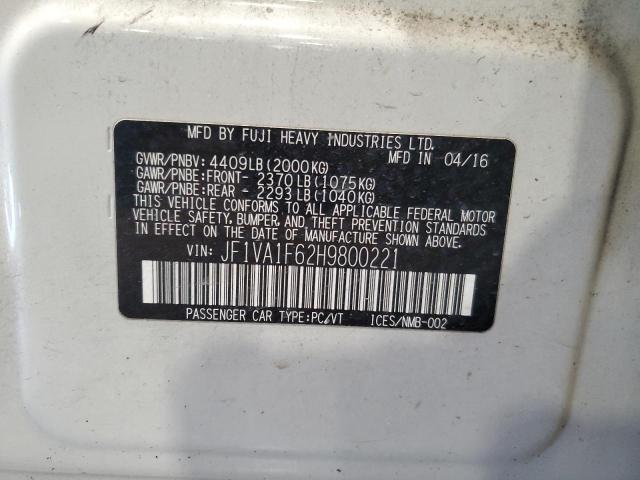 MFD BY FUJI HEAVY INDUSTRIES LTD.
GVWR/PNBV: 4409LB(2000KG) MFD IN 04/16
GAWR/PNBE:FRONT- 2370LB(1075KG)
GAWR/PNBE:REAR - 2293LB(1040KG)
THIS VEHICLE CONFORMS TO ALL APPLICABLE FEDERAL MOTOR
VEHICLE SAFETY, BUMPER, AND THEFT PREVENTION STANDARDS
IN EFFECT ON THE DATE OF MANUFACTURE SHOWN ABOVE.
VIN: JF1VA1F62H9800221
PASSENGER CAR TYPE:PC/VT ICES/NMB-002